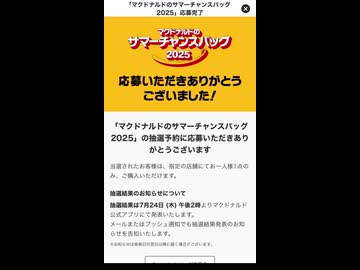 「マクドナルドのサマーチャンスバッグ
2025」応募完了
マクドナルドの
サマーチャンスバッグ
2025
応募いただきありがとう
ございました!
「マクドナルドのサマーチャンスバッグ
2025」の抽選予約に応募いただきあり
がとうございます
当選されたお客様は、指定の店舗にてお一人様1点の
み、ご購入いただけます。
抽選結果のお知らせについて
抽選結果は7月24日 (木) 午後2時よりマクドナルド
公式アプリにて発表いたします。
メールまたはプッシュ通知でも抽選結果発表のお知
らせを告知いたします。